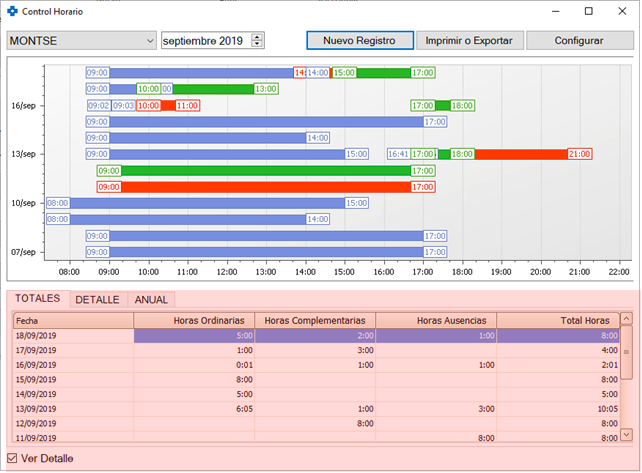 Control Horario
MONTSE septiembre 2019 Nuevo Registro Imprimir o Exportar Configurar
09:00 14:00 15:00 17:00
09:00 10:00 00 13:00
16/sep 09:02 09:03 10:00 11:00 17:00 18:00
09:00 17:00
09:00 14:00
13/sep 09:00 15:00 16:41 17:00 18:00 21:00
09:00 17:00
09:00 17:00
10/sep 08:00 15:00
08:00 14:00
09:00 17:00
07/sep 09:00 17:00
08:00 09:00 10:00 11:00 12:00 13:00 14:00 15:00 16:00 17:00 18:00 19:00 20:00 21:00 22:00
TOTALES DETALLE ANUAL
Fecha Horas Ordinarias Horas Complementarias Horas Ausencias Total Horas
18/09/2019 5:00 2:00 1:00 8:00
17/09/2019 1:00 3:00 4:00
16/09/2019 0:01 1:00 1:00 2:01
15/09/2019 8:00 8:00
14/09/2019 5:00 5:00
13/09/2019 6:05 1:00 3:00 10:05
12/09/2019 8:00 8:00
11/09/2019 8:00 8:00
Ver Detalle